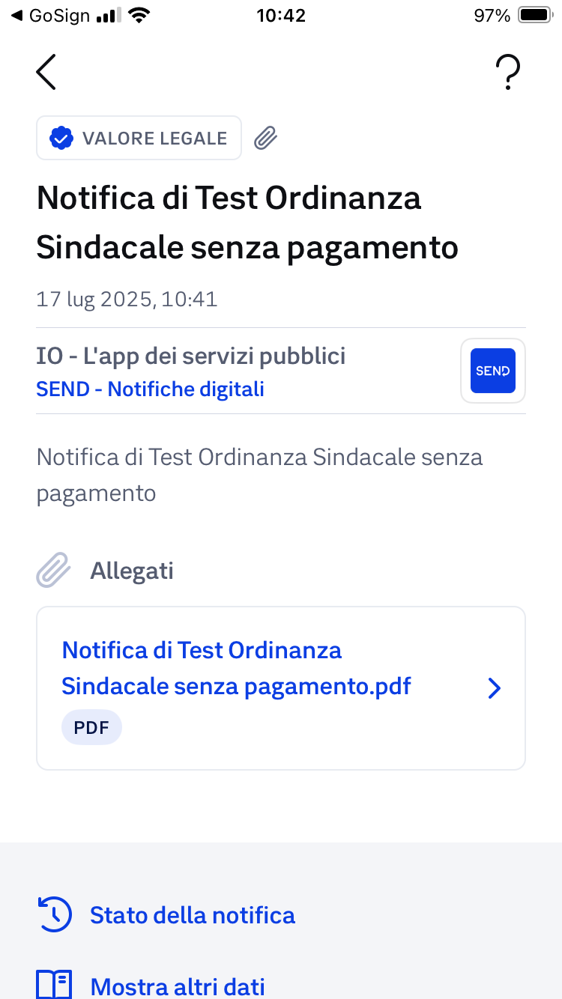 GoSign 10:42 97%
VALORE LEGALE
Notifica di Test Ordinanza
Sindacale senza pagamento
17 lug 2025, 10:41
IO - L'app dei servizi pubblici
SEND - Notifiche digitali
SEND
Notifica di Test Ordinanza Sindacale senza
pagamento
Allegati
Notifica di Test Ordinanza
Sindacale senza pagamento.pdf
PDF
Stato della notifica
Mostra altri dati